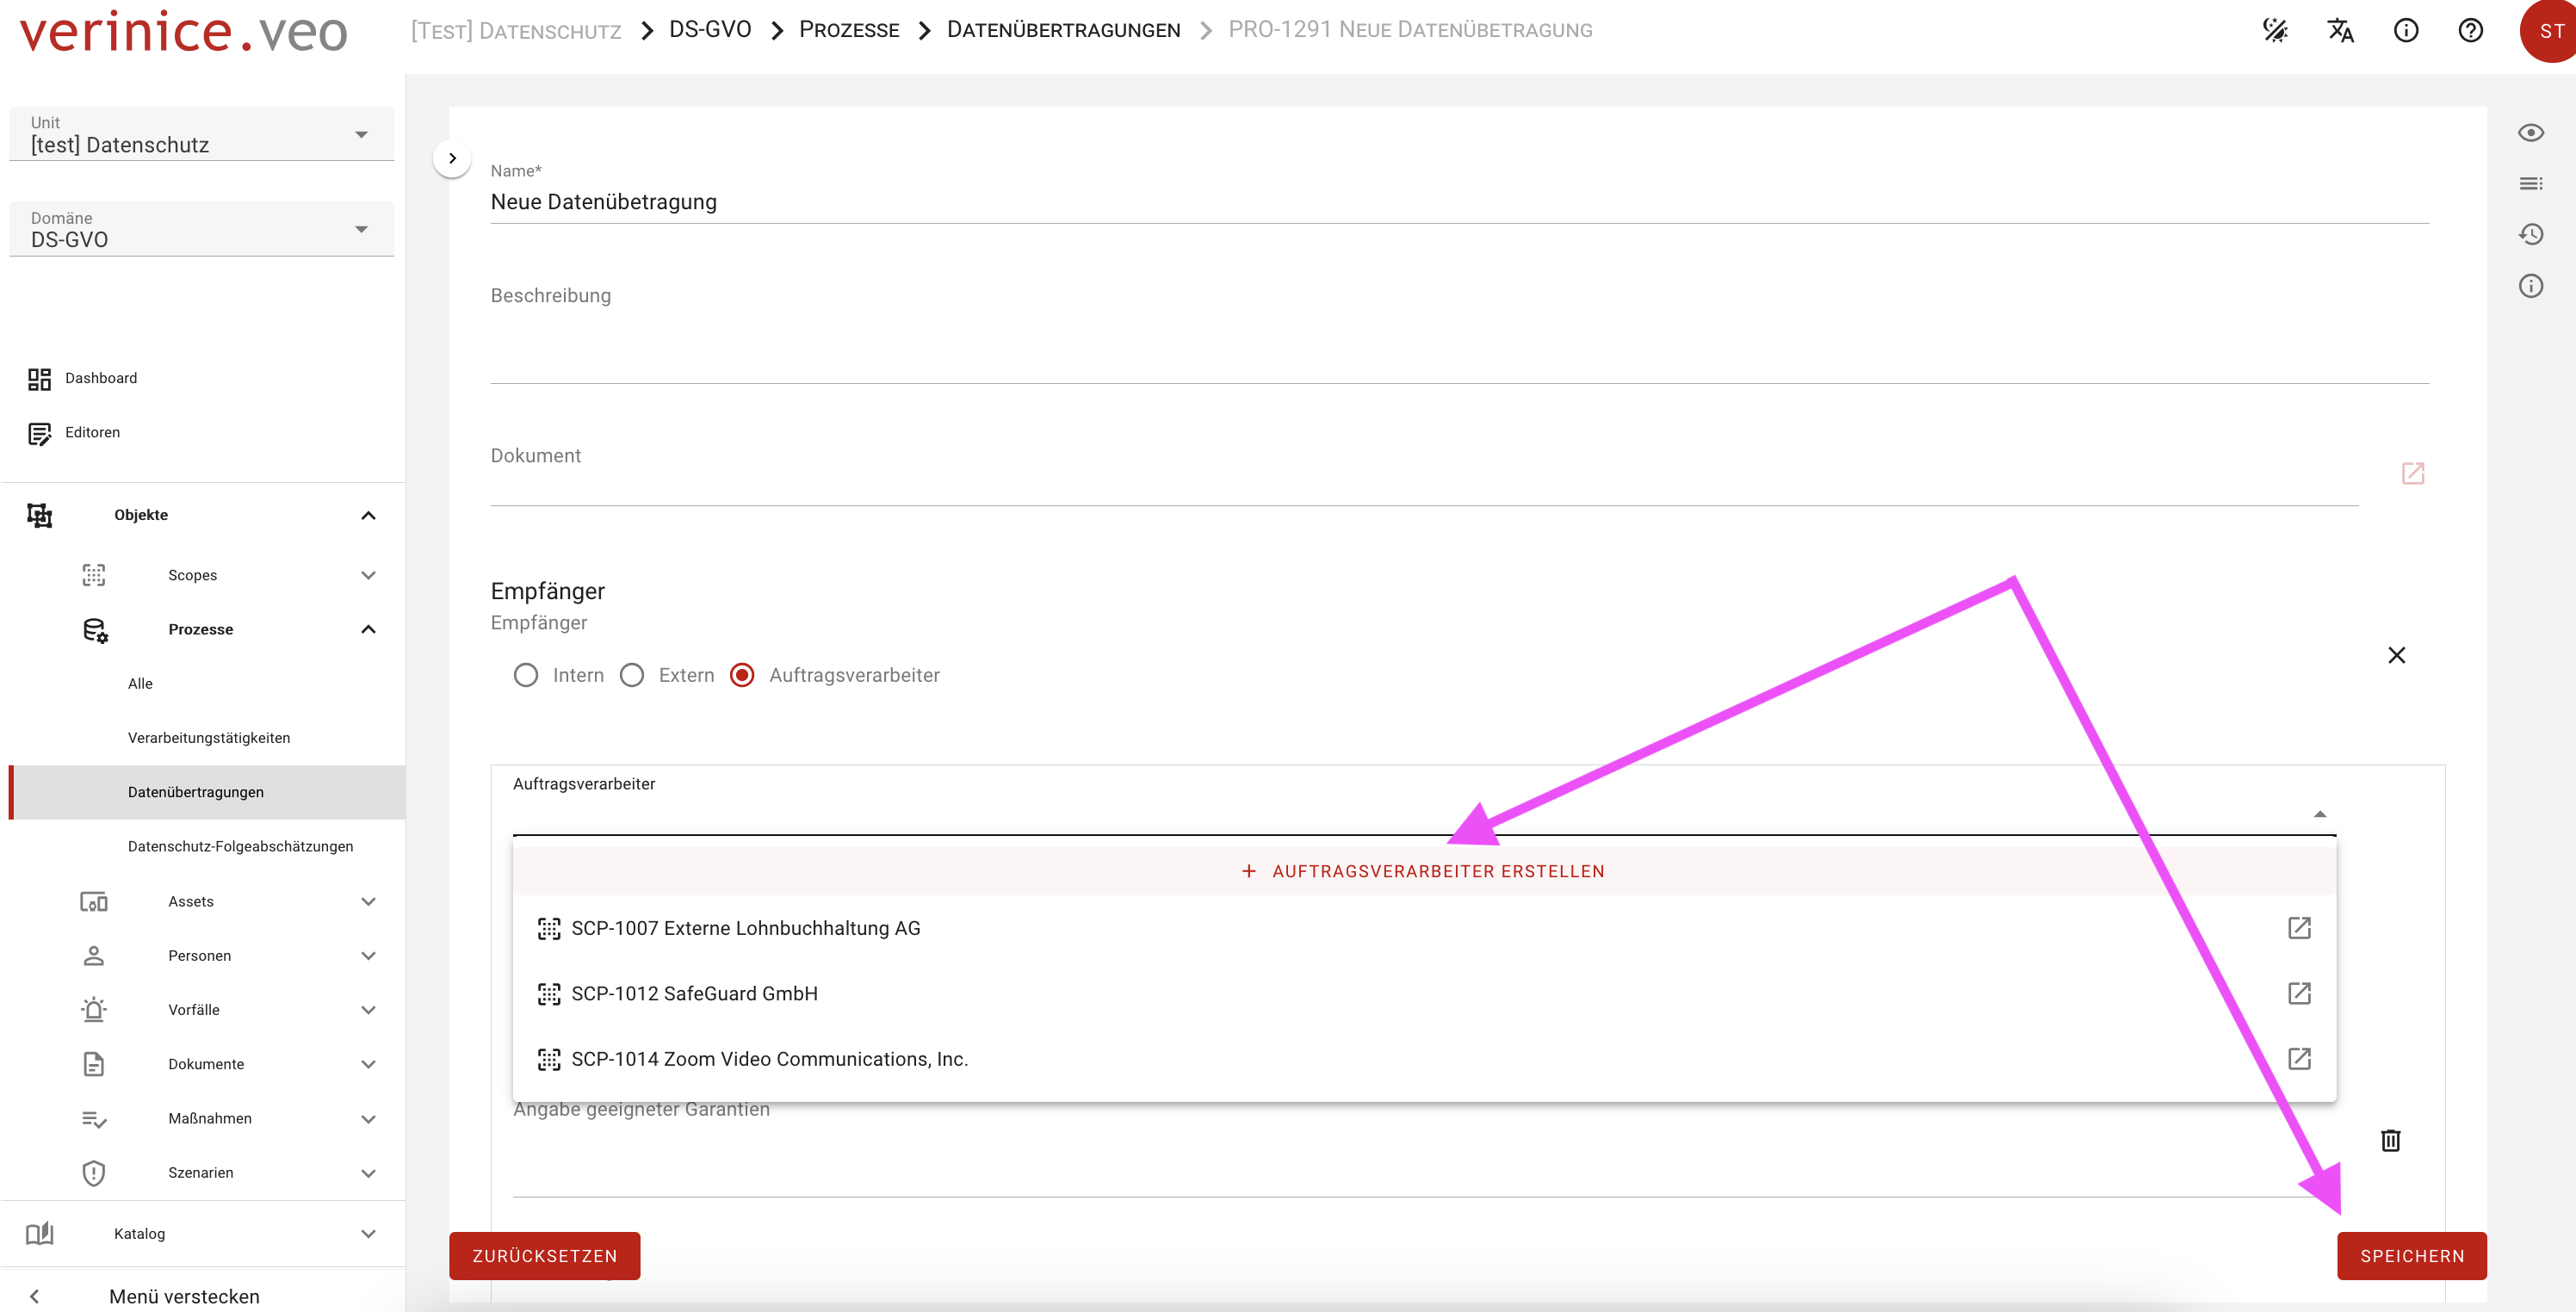 verinice.veo
[TEST] DATENSCHUTZ > DS-GVO > PROZESSE > DATENÜBERTRAGUNGEN > PRO-1291 NEUE DATENÜBETRAGUNG
ST
Unit
[test] Datenschutz
Domäne
DS-GVO
Dashboard
Editoren
Objekte
Scopes
Prozesse
Alle
Verarbeitungstätigkeiten
Datenübertragungen
Datenschutz-Folgeabschätzungen
Assets
Personen
Vorfälle
Dokumente
Maßnahmen
Szenarien
Katalog
Menü verstecken
Name*
Neue Datenübetragung
Beschreibung
Dokument
Empfänger
Empfänger
Intern Extern Auftragsverarbeiter
Auftragsverarbeiter
+ AUFTRAGSVERARBEITER ERSTELLEN
SCP-1007 Externe Lohnbuchhaltung AG
SCP-1012 SafeGuard GmbH
SCP-1014 Zoom Video Communications, Inc.
Angabe geeigneter Garantien
ZURÜCKSETZEN
SPEICHERN